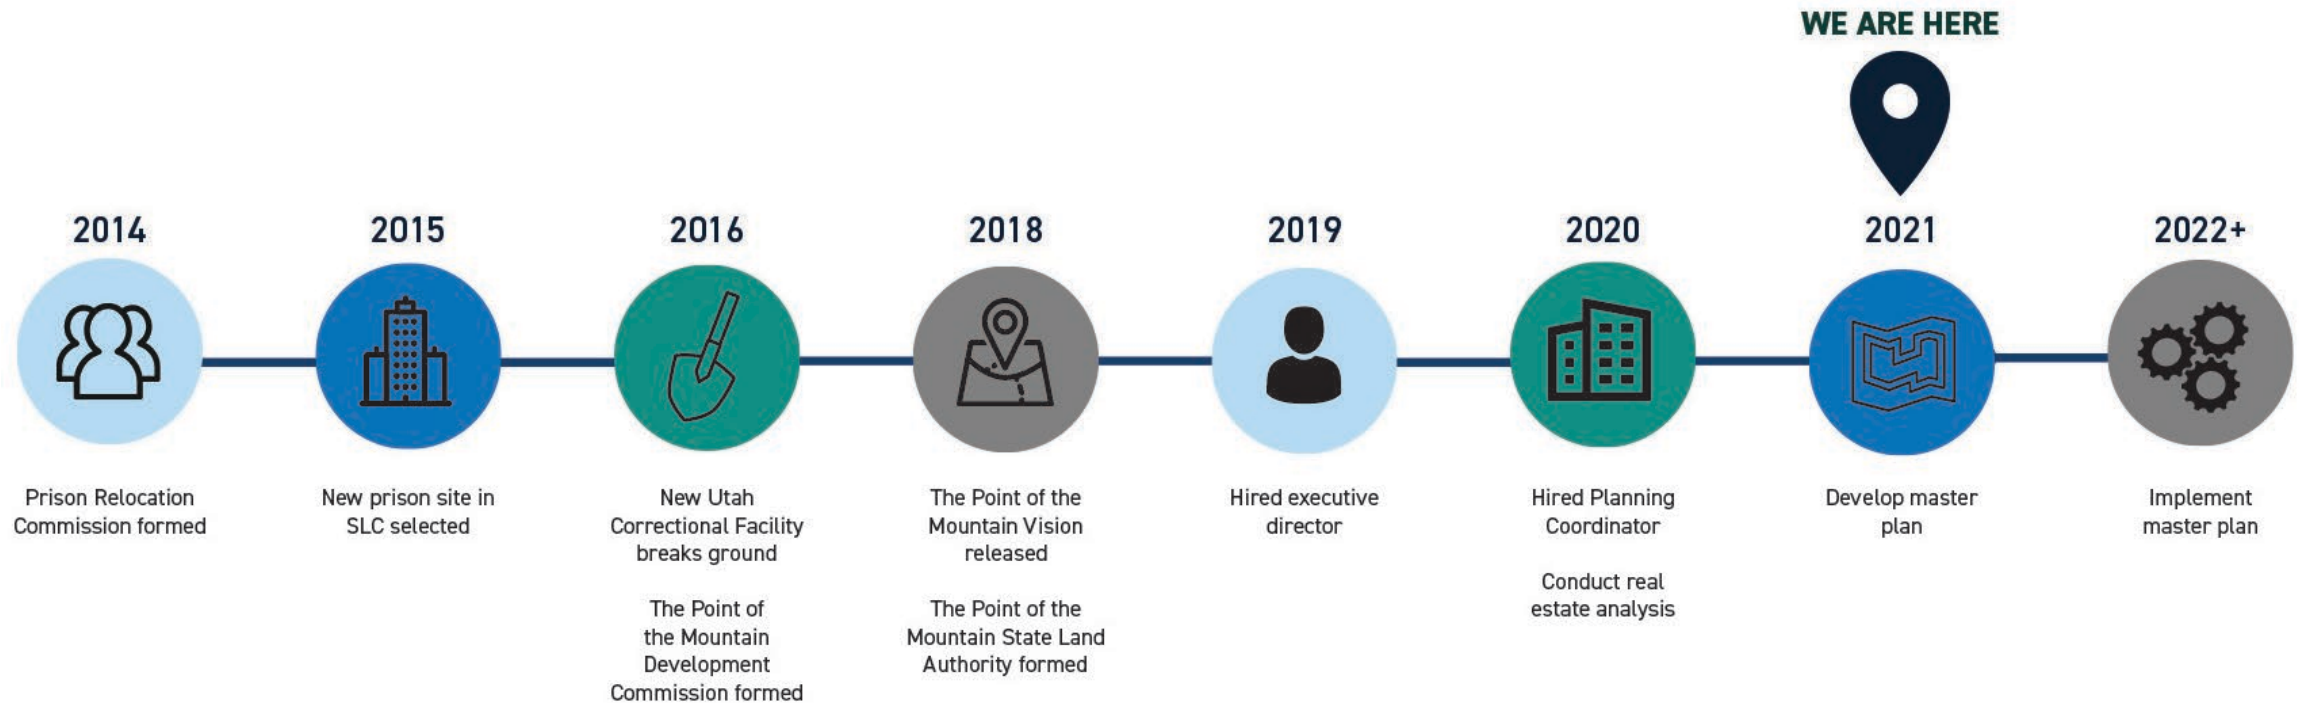 WE ARE HERE
2014
2015
2016
2018
2019
2020
2021
2022+
Prison Relocation
Commission formed
New prison site in
SLC selected
New Utah
Correctional Facility
breaks ground
The Point of
the Mountain
Development
Commission formed
The Point of the
Mountain Vision
released
The Point of the
Mountain State Land
Authority formed
Hired executive
director
Hired Planning
Coordinator
Conduct real
estate analysis
Develop master
plan
Implement
master plan